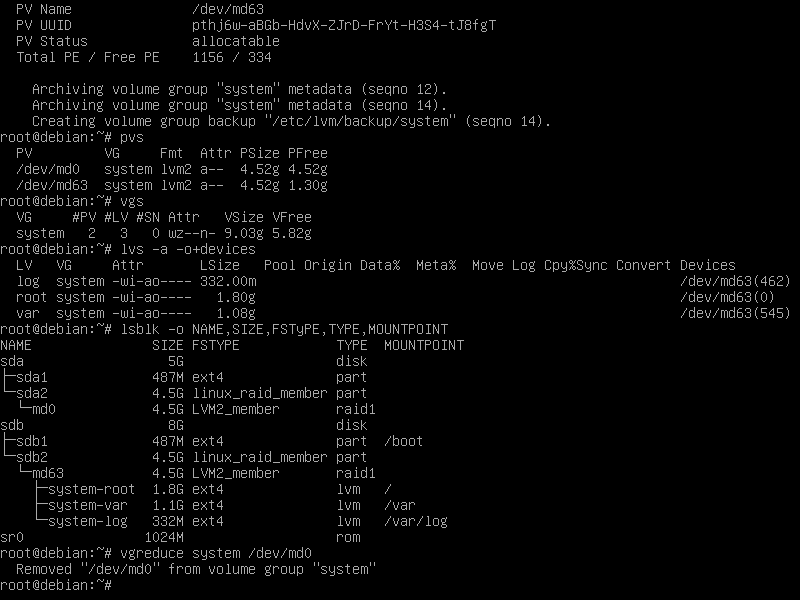 PV Name               /dev/md63
PV UUID               pthj6w-aBGb-HdvX-ZJrD-FrYt-H3S4-tJ8fgT
PV Status             allocatable
Total PE / Free PE    1156 / 334
Archiving volume group "system" metadata (seqno 12).
Archiving volume group "system" metadata (seqno 14).
Creating volume group backup "/etc/lvm/backup/system" (seqno 14).
root@debian:~# pvs
PV         VG     Fmt  Attr PSize PFree
/dev/md0   system lvm2 a--  4.52g 4.52g
/dev/md63  system lvm2 a--  4.52g 1.30g
root@debian:~# vgs
VG     #PV #LV #SN Attr   VSize VFree
system   2   3   0 wz--n- 9.03g 5.82g
root@debian:~# lvs -a -o+devices
LV   VG     Attr       LSize   Pool Origin Data%  Meta%  Move Log Cpy%Sync Convert Devices
log  system -wi-ao---- 332.00m                                                     /dev/md63(462)
root system -wi-ao----   1.80g                                                     /dev/md63(0)
var  system -wi-ao----   1.08g                                                     /dev/md63(545)
root@debian:~# lsblk -o NAME,SIZE,FSTyPE,TYPE,MOUNTPOINT
NAME               SIZE FSTYPE            TYPE  MOUNTPOINT
sda                  5G                   disk
├─sda1             487M ext4              part
└─sda2             4.5G linux_raid_member part
  └─md0            4.5G LVM2_member       raid1
sdb                  8G                   disk
├─sdb1             487M ext4              part  /boot
└─sdb2             4.5G linux_raid_member part
  └─md63           4.5G LVM2_member       raid1
    ├─system-root  1.8G ext4              lvm   /
    ├─system-var   1.1G ext4              lvm   /var
    └─system-log   332M ext4              lvm   /var/log
sr0               1024M                   rom
root@debian:~# vgreduce system /dev/md0
Removed "/dev/md0" from volume group "system"
root@debian:~#